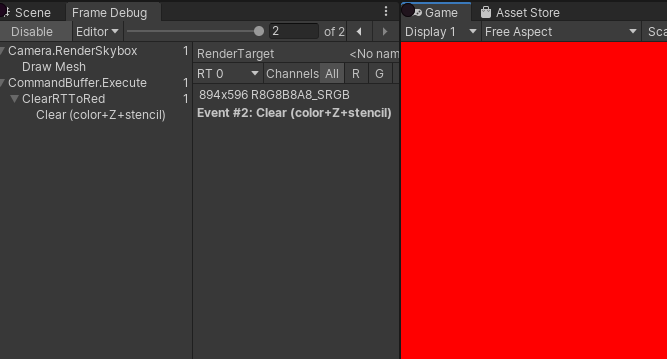 Scene
Frame Debug
Game
Asset Store
Disable
Editor
2
of 2
Display 1
Free Aspect
Camera.RenderSkybox 1
Draw Mesh
CommandBuffer.Execute 1
ClearRTToRed 1
Clear (color+Z+stencil)
RenderTarget <No nam
RT 0 Channels All R G
894x596 R8G8B8A8_SRGB
Event #2: Clear (color+Z+stencil)